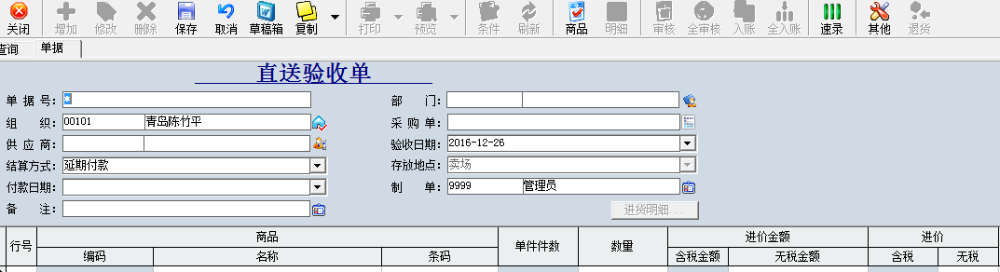 关闭 增加 修改 删除 保存 取消 草稿箱 复制 打印 预览 条件 刷新 商品 明细 审核 全审核 入账 全入账 速录 其他 退货
查询 单据
直送验收单
单据号: * 部门:
组织: 00101 青岛陈竹平 采购单:
供应商: 验收日期: 2016-12-26
结算方式: 延期付款 存放地点: 卖场
付款日期: 制单: 9999 管理员
备注: 进货明细...
行号 商品 单件件数 数量 进价金额 进价
编码 名称 条码 含税金额 无税金额 含税 无税